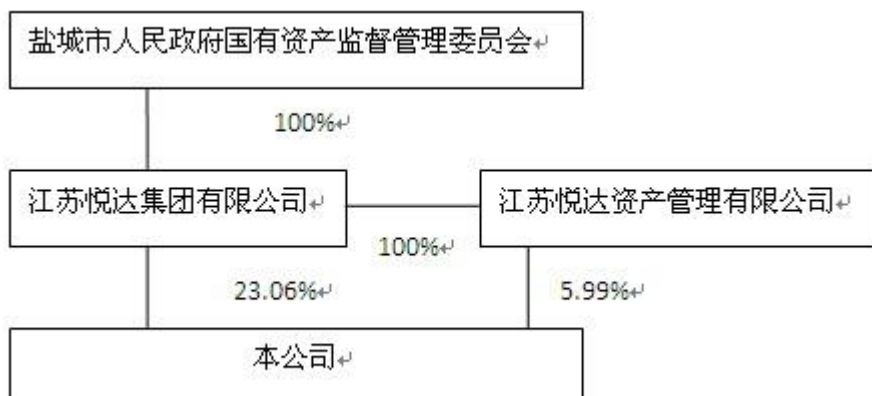 盐城市人民政府国有资产监督管理委员会
100%
江苏悦达集团有限公司
江苏悦达资产管理有限公司
100%
23.06%
5.99%
本公司